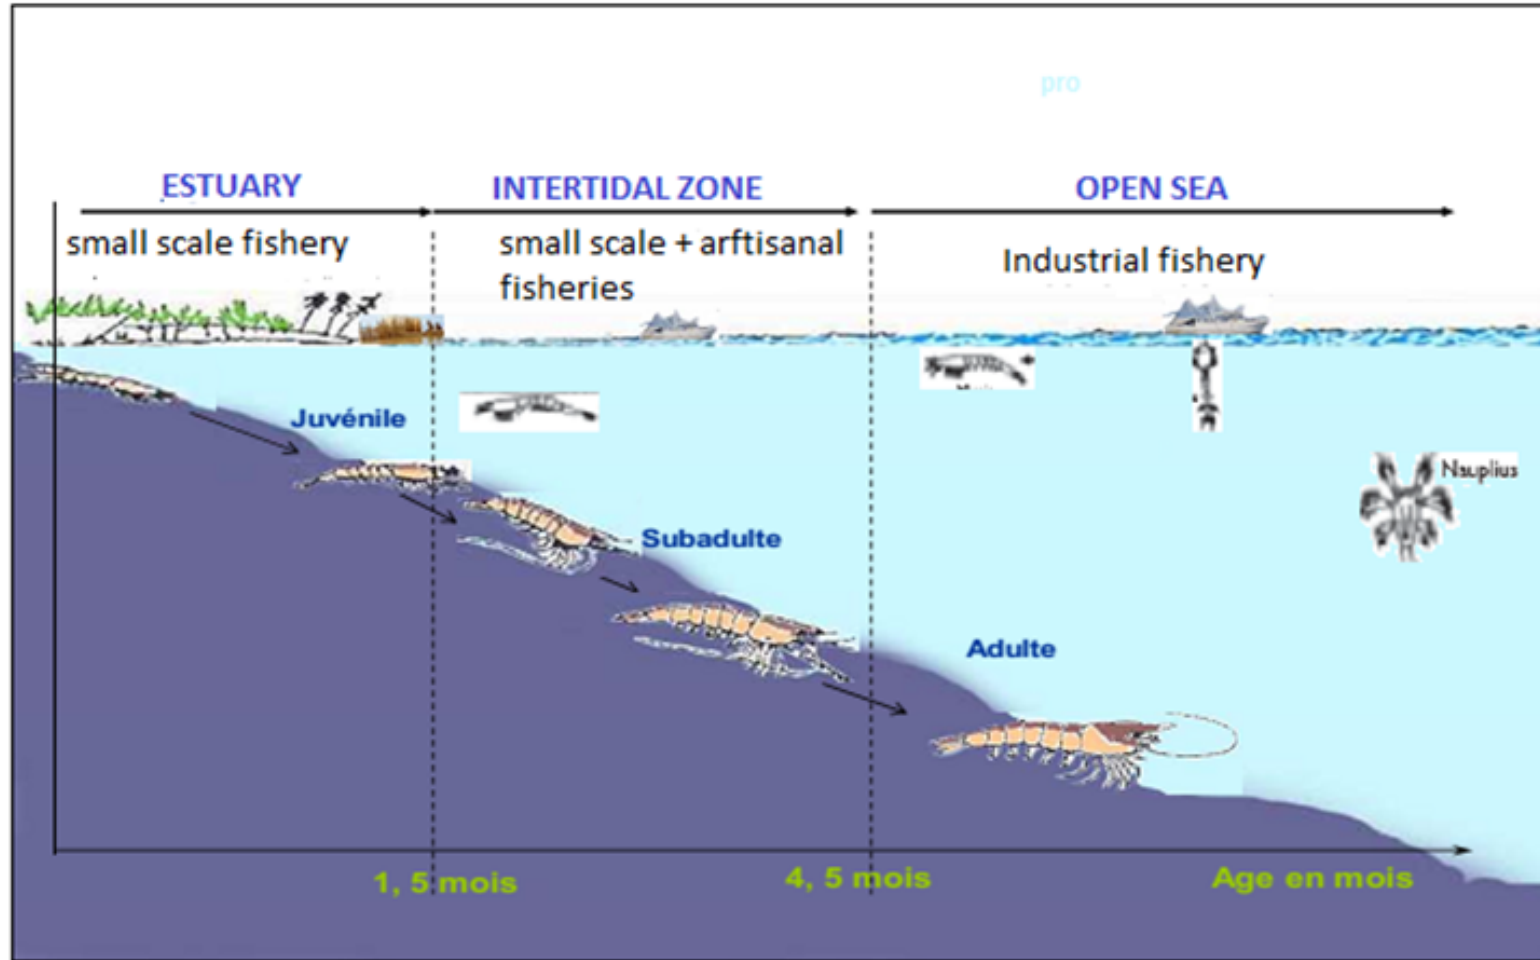 pro
ESTUARY
INTERTIDAL ZONE
OPEN SEA
small scale fishery
small scale + arftisanal
fisheries
Industrial fishery
Juvénile
Nauplius
Subadulte
Adulte
1, 5 mois
4, 5 mois
Age en mois